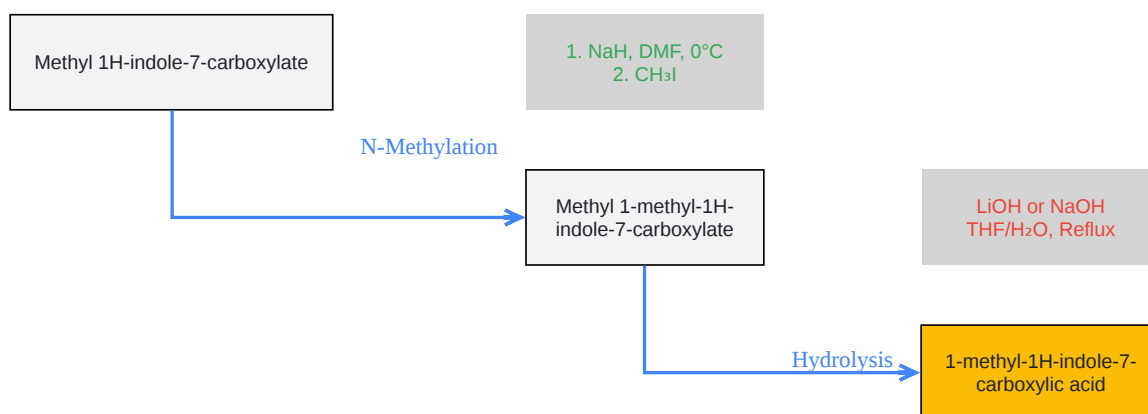 Methyl 1H-indole-7-carboxylate
1. NaH, DMF, 0°C
2. CH₃I
N-Methylation
Methyl 1-methyl-1H-
indole-7-carboxylate
LiOH or NaOH
THF/H₂O, Reflux
Hydrolysis
1-methyl-1H-indole-7-
carboxylic acid